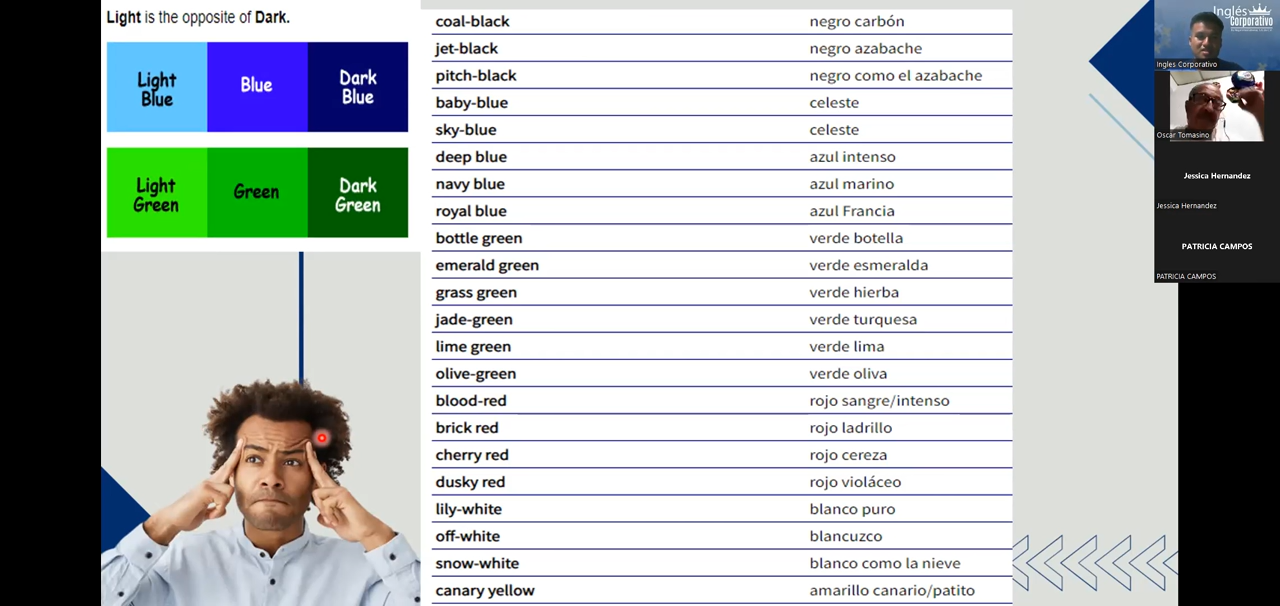 Light is the opposite of Dark.
Light Blue
Blue
Dark Blue
Light Green
Green
Dark Green
coal-black negro carbón
jet-black negro azabache
pitch-black negro como el azabache
baby-blue celeste
sky-blue celeste
deep blue azul intenso
navy blue azul marino
royal blue azul Francia
bottle green verde botella
emerald green verde esmeralda
grass green verde hierba
jade-green verde turquesa
lime green verde lima
olive-green verde oliva
blood-red rojo sangre/intenso
brick red rojo ladrillo
cherry red rojo cereza
dusky red rojo violáceo
lily-white blanco puro
off-white blancuzco
snow-white blanco como la nieve
canary yellow amarillo canario/patito
Inglés
Corporativo
Ingles Corporativo
Oscar Tomasino
Jessica Hernandez
Jessica Hernandez
PATRICIA CAMPOS
PATRICIA CAMPOS